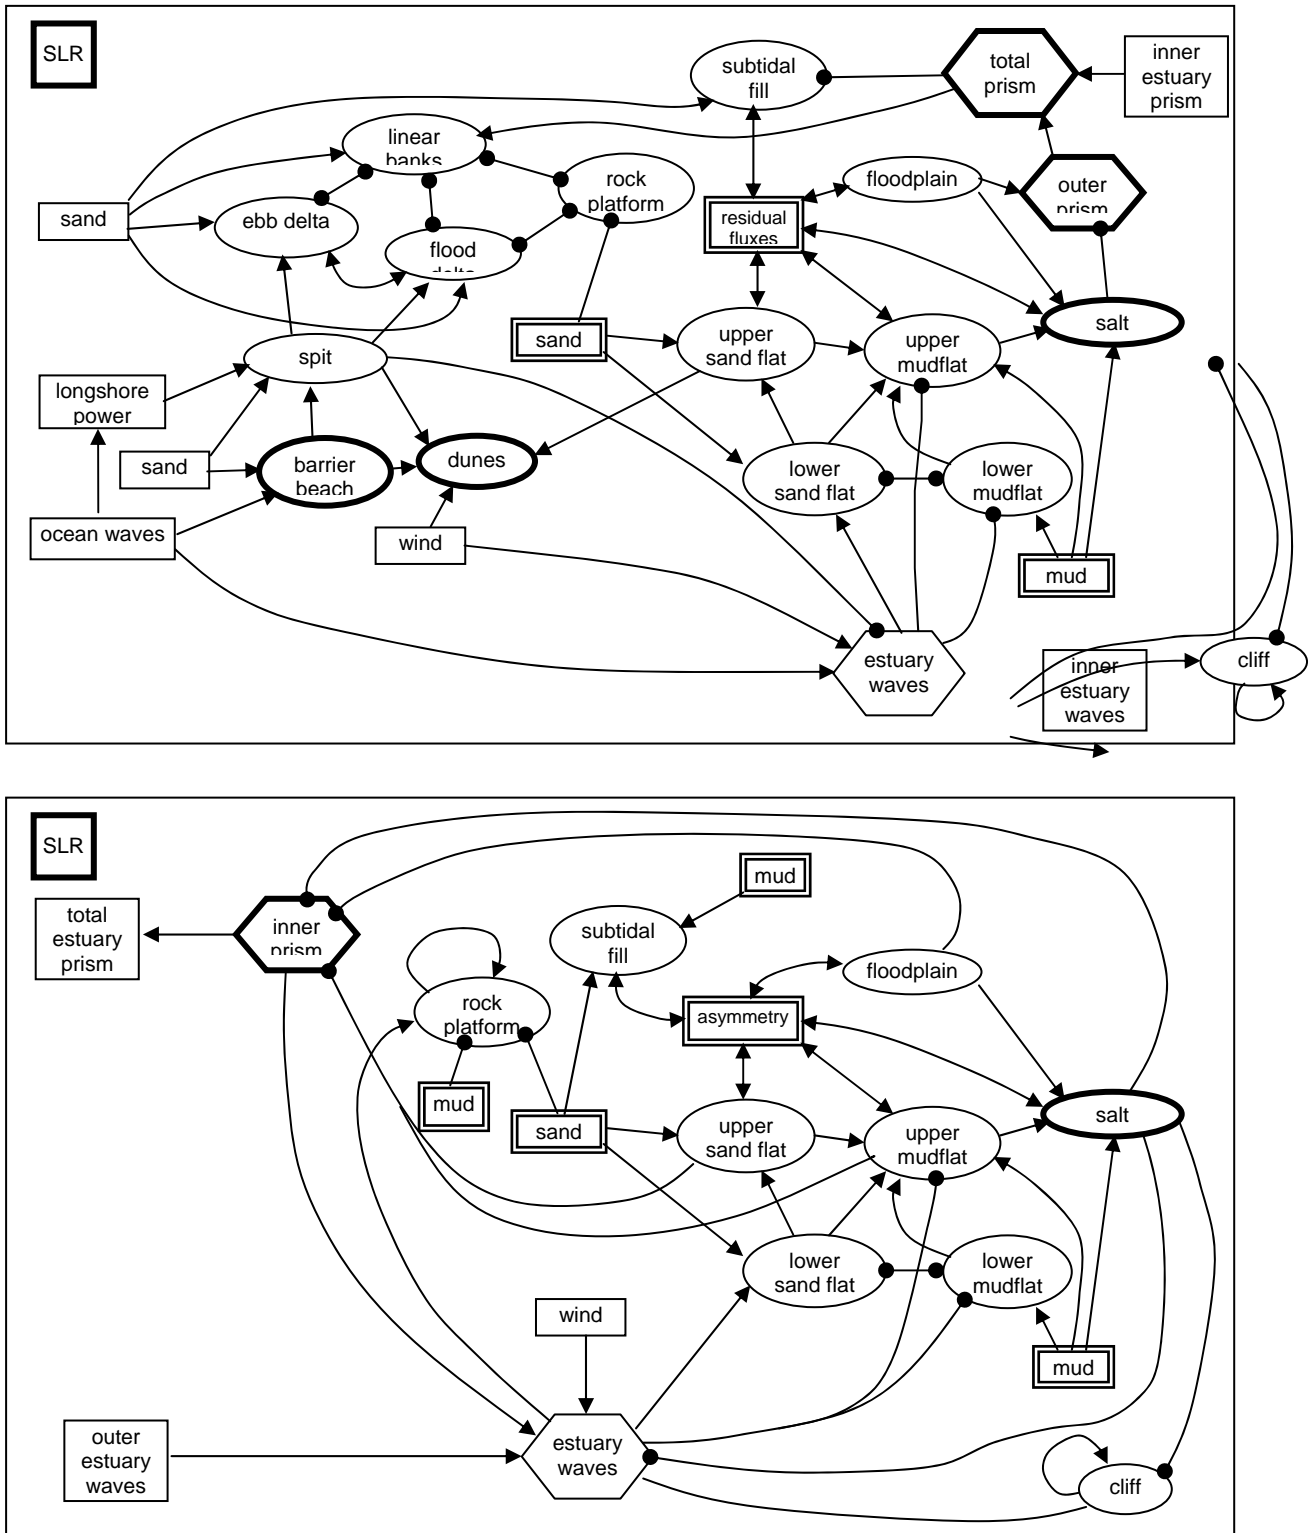 SLR
subtidal
fill
total
prism
inner
estuary
prism
linear
banks
rock
platform
floodplain
outer
prism
sand
ebb delta
flood
delta
residual
fluxes
salt
spit
sand
upper
sand flat
upper
mudflat
longshore
power
sand
barrier
beach
dunes
lower
sand flat
lower
mudflat
ocean waves
wind
mud
estuary
waves
inner
estuary
waves
cliff
SLR
mud
total
estuary
prism
inner
prism
subtidal
fill
floodplain
rock
platform
asymmetry
mud
sand
upper
sand flat
upper
mudflat
salt
lower
sand flat
lower
mudflat
wind
mud
outer
estuary
waves
estuary
waves
cliff